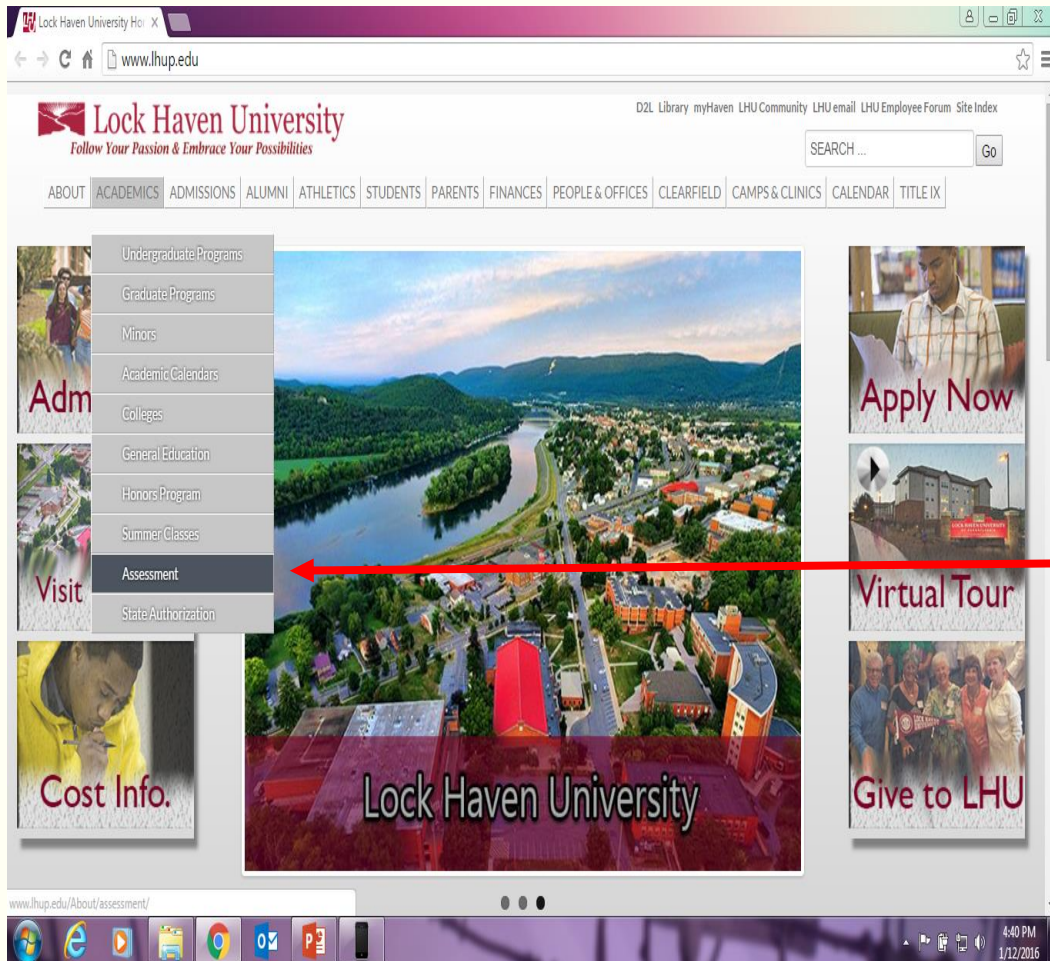 Lock Haven University Ho
www.lhup.edu
Lock Haven University
Follow Your Passion & Embrace Your Possibilities
D2L Library myHaven LHU Community LHU email LHU Employee Forum Site Index
SEARCH ... Go
ABOUT ACADEMICS ADMISSIONS ALUMNI ATHLETICS STUDENTS PARENTS FINANCES PEOPLE & OFFICES CLEARFIELD CAMPS & CLINICS CALENDAR TITLE IX
Undergraduate Programs
Graduate Programs
Minors
Academic Calendars
Colleges
General Education
Honors Program
Summer Classes
Assessment
State Authorization
Adm
Visit
Cost Info.
Lock Haven University
Apply Now
Virtual Tour
Give to LHU
www.lhup.edu/About/assessment/
4:40 PM
1/12/2016